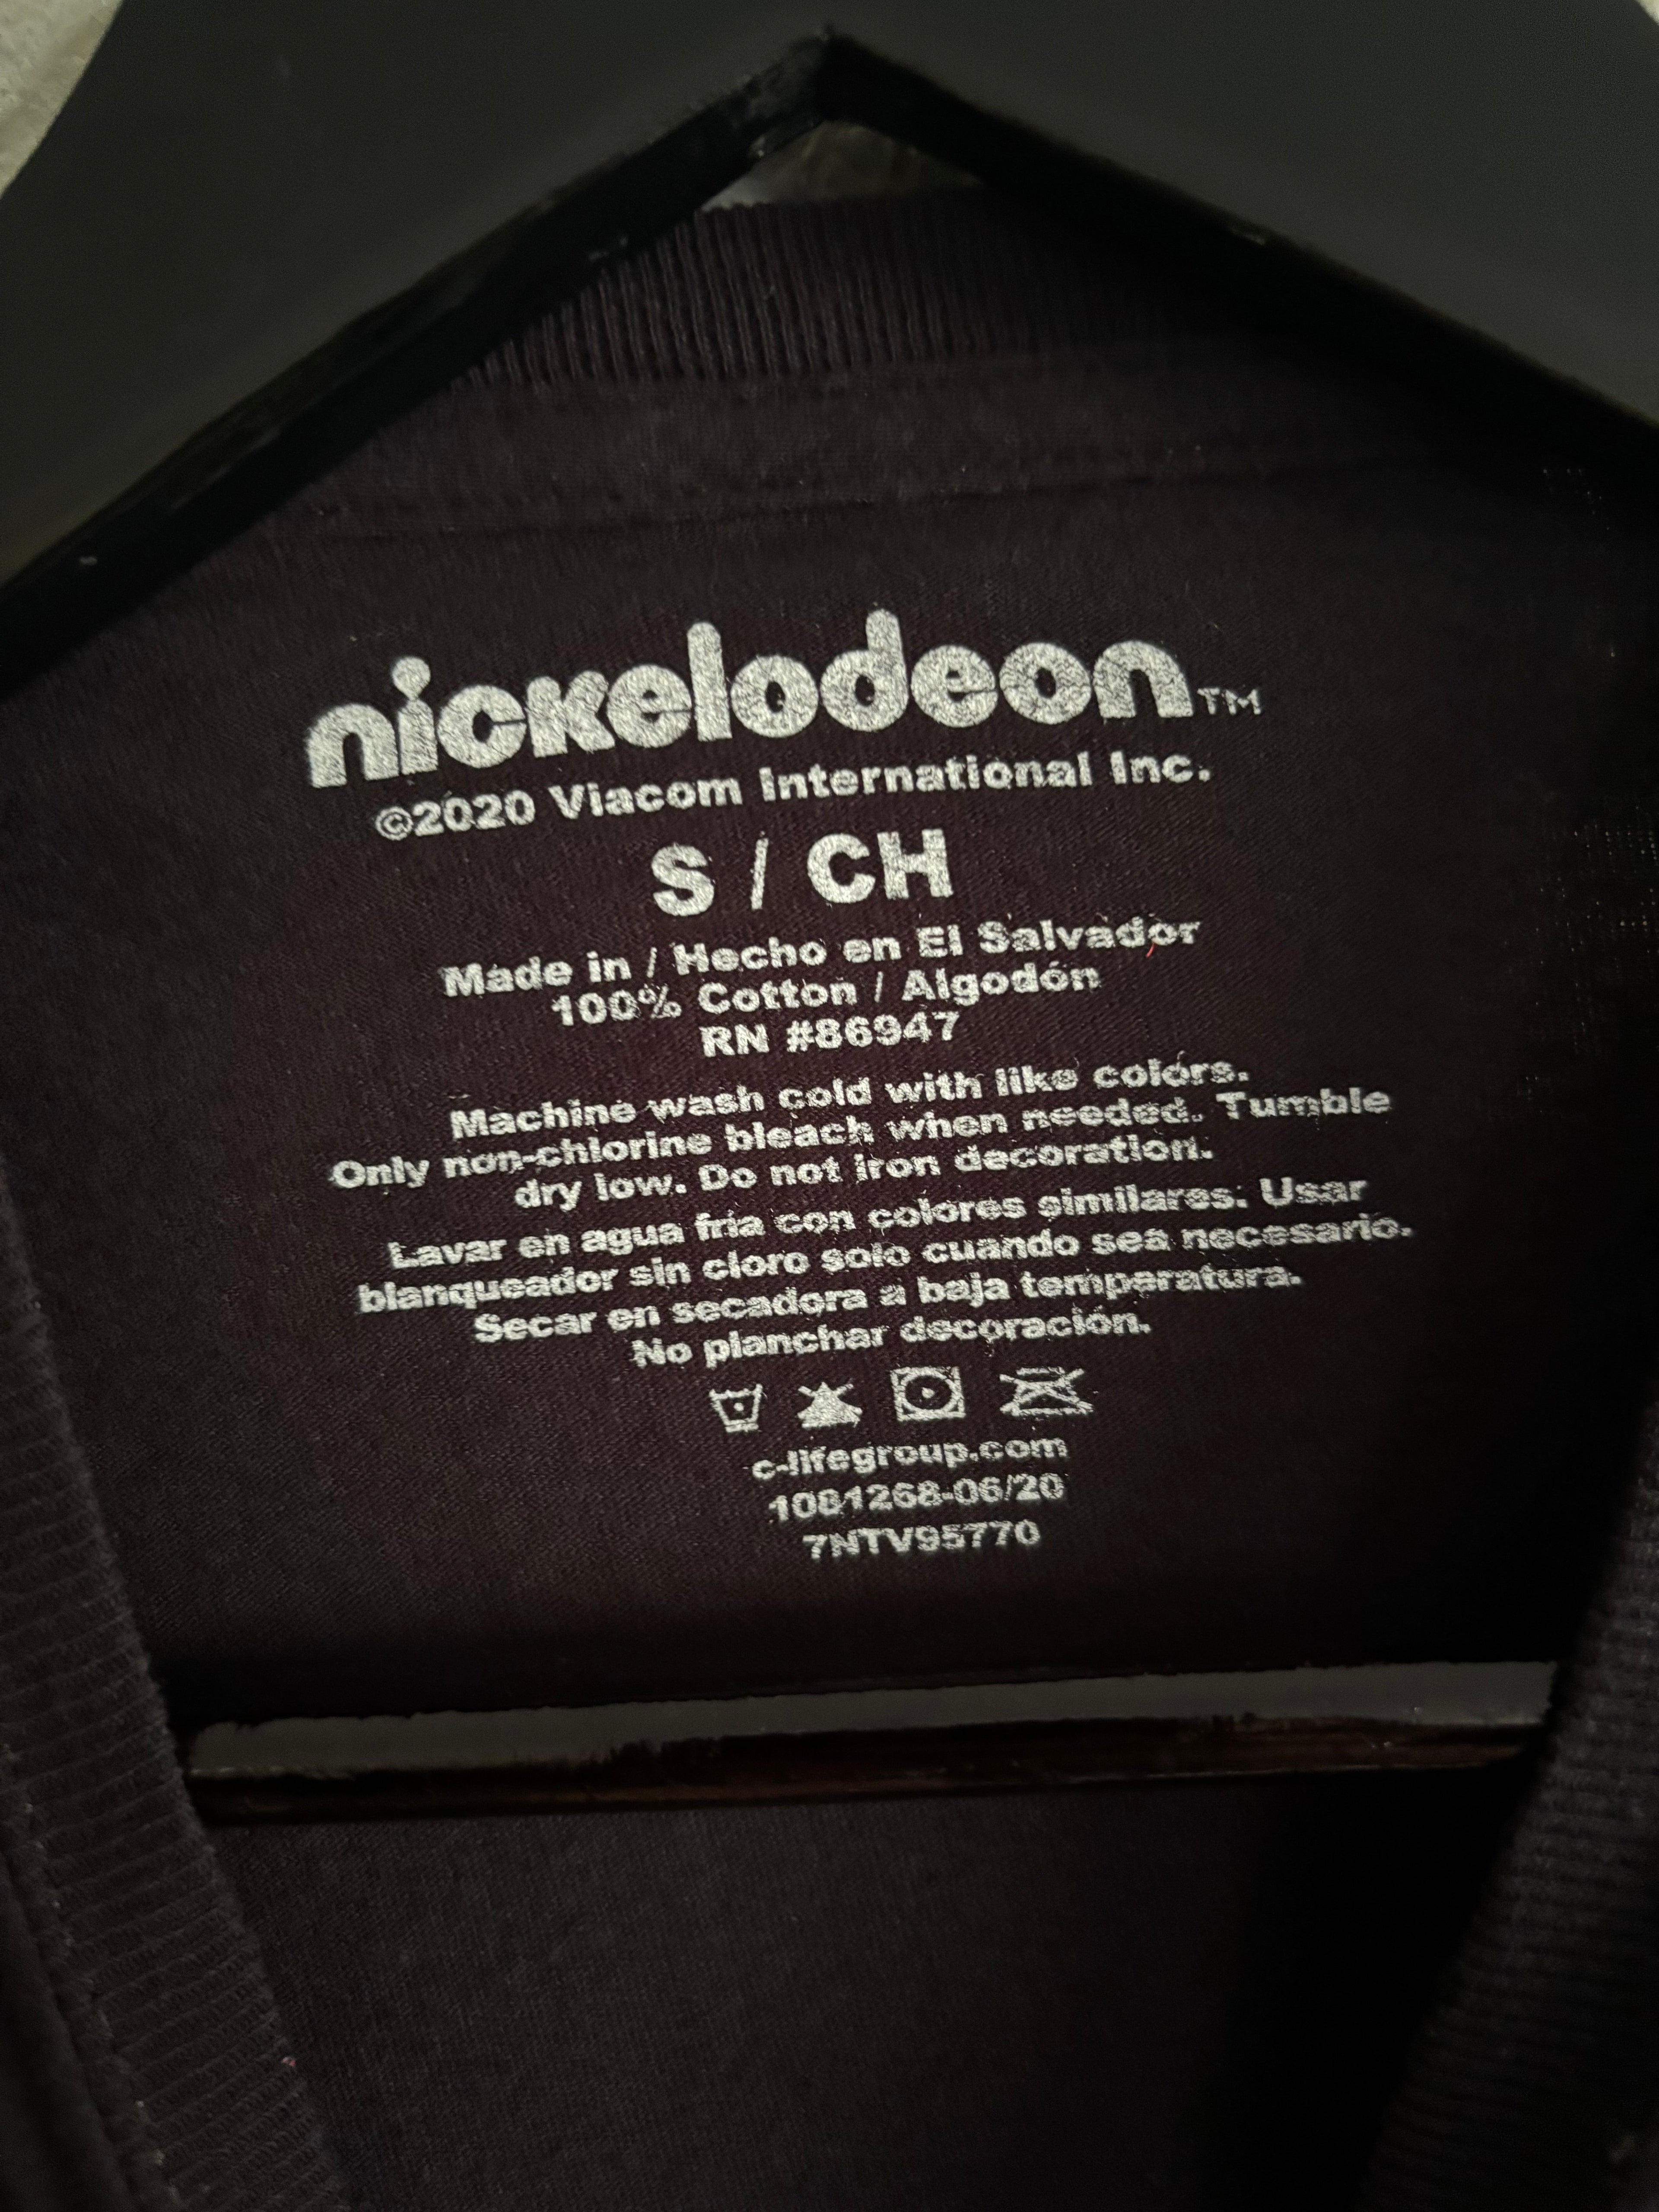 nickelodeon™
©2020 Viacom International Inc.
S / CH
Made in / Hecho en El Salvador
100% Cotton / Algodón
RN #86947
Machine wash cold with like colors.
Only non-chlorine bleach when needed. Tumble
dry low. Do not iron decoration.
Lavar en agua fria con colores similares. Usar
blanqueador sin cloro solo cuando sea necesario.
Secar en secadora a baja temperatura.
No planchar decoración.
c-lifegroup.com
1081268-06/20
7NTV95770